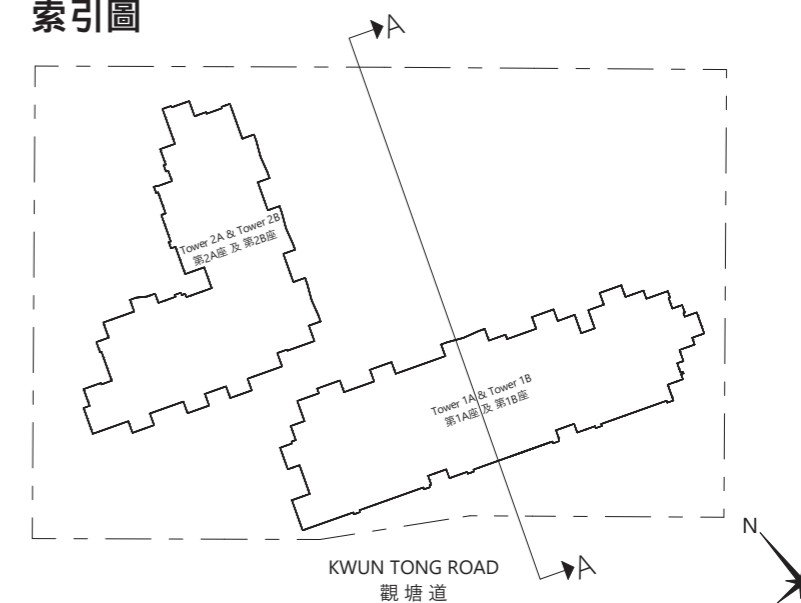 索引圖
A
Tower 2A & Tower 2B
第2A座 及 第2B座
Tower 1A & Tower 1B
第1A座 及 第1B座
N
KWUN TONG ROAD
觀塘道
A